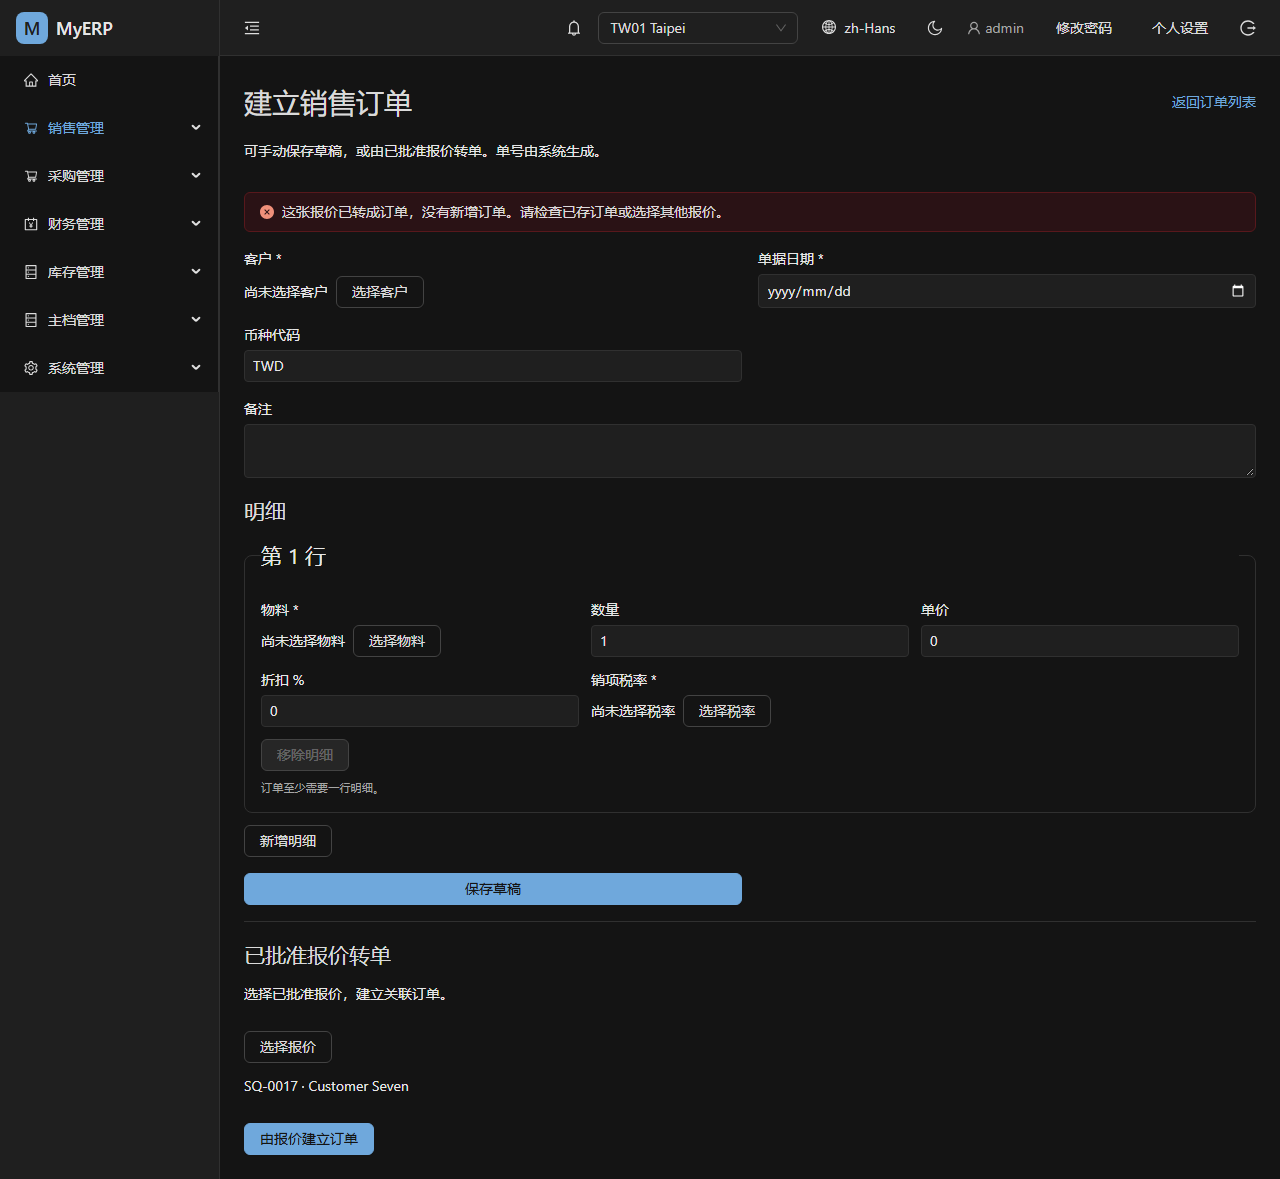 M MyERP
TW01 Taipei
zh-Hans
admin
修改密码
个人设置
首页
销售管理
采购管理
财务管理
库存管理
主档管理
系统管理
建立销售订单
返回订单列表
可手动保存草稿，或由已批准报价转单。单号由系统生成。
这张报价已转成订单，没有新增订单。请检查已存订单或选择其他报价。
客户 *
单据日期 *
尚未选择客户 选择客户
yyyy/mm/dd
币种代码
TWD
备注
明细
第 1 行
物料 *
数量
单价
尚未选择物料 选择物料
1
0
折扣 %
销项税率 *
0
尚未选择税率 选择税率
移除明细
订单至少需要一行明细。
新增明细
保存草稿
已批准报价转单
选择已批准报价，建立关联订单。
选择报价
SQ-0017 · Customer Seven
由报价建立订单